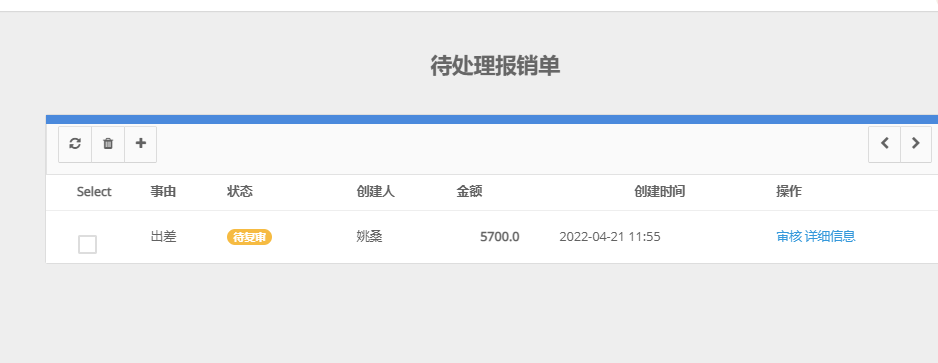 待处理报销单
Select 事由 状态 创建人 金额 创建时间 操作
出差 待复审 姚桑 5700.0 2022-04-21 11:55 审核 详细信息